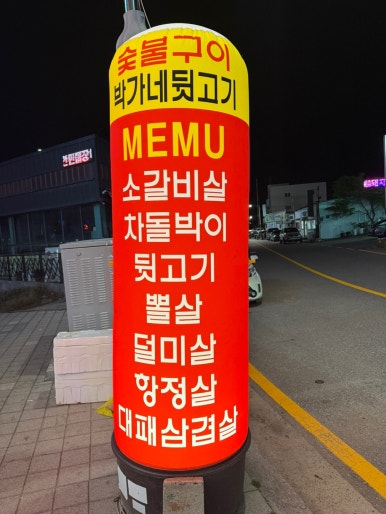 숯불구이
박가네뒷고기
MEMU
소갈비살
차돌박이
뒷고기
뽈살
덜미살
항정살
대패삼겹살